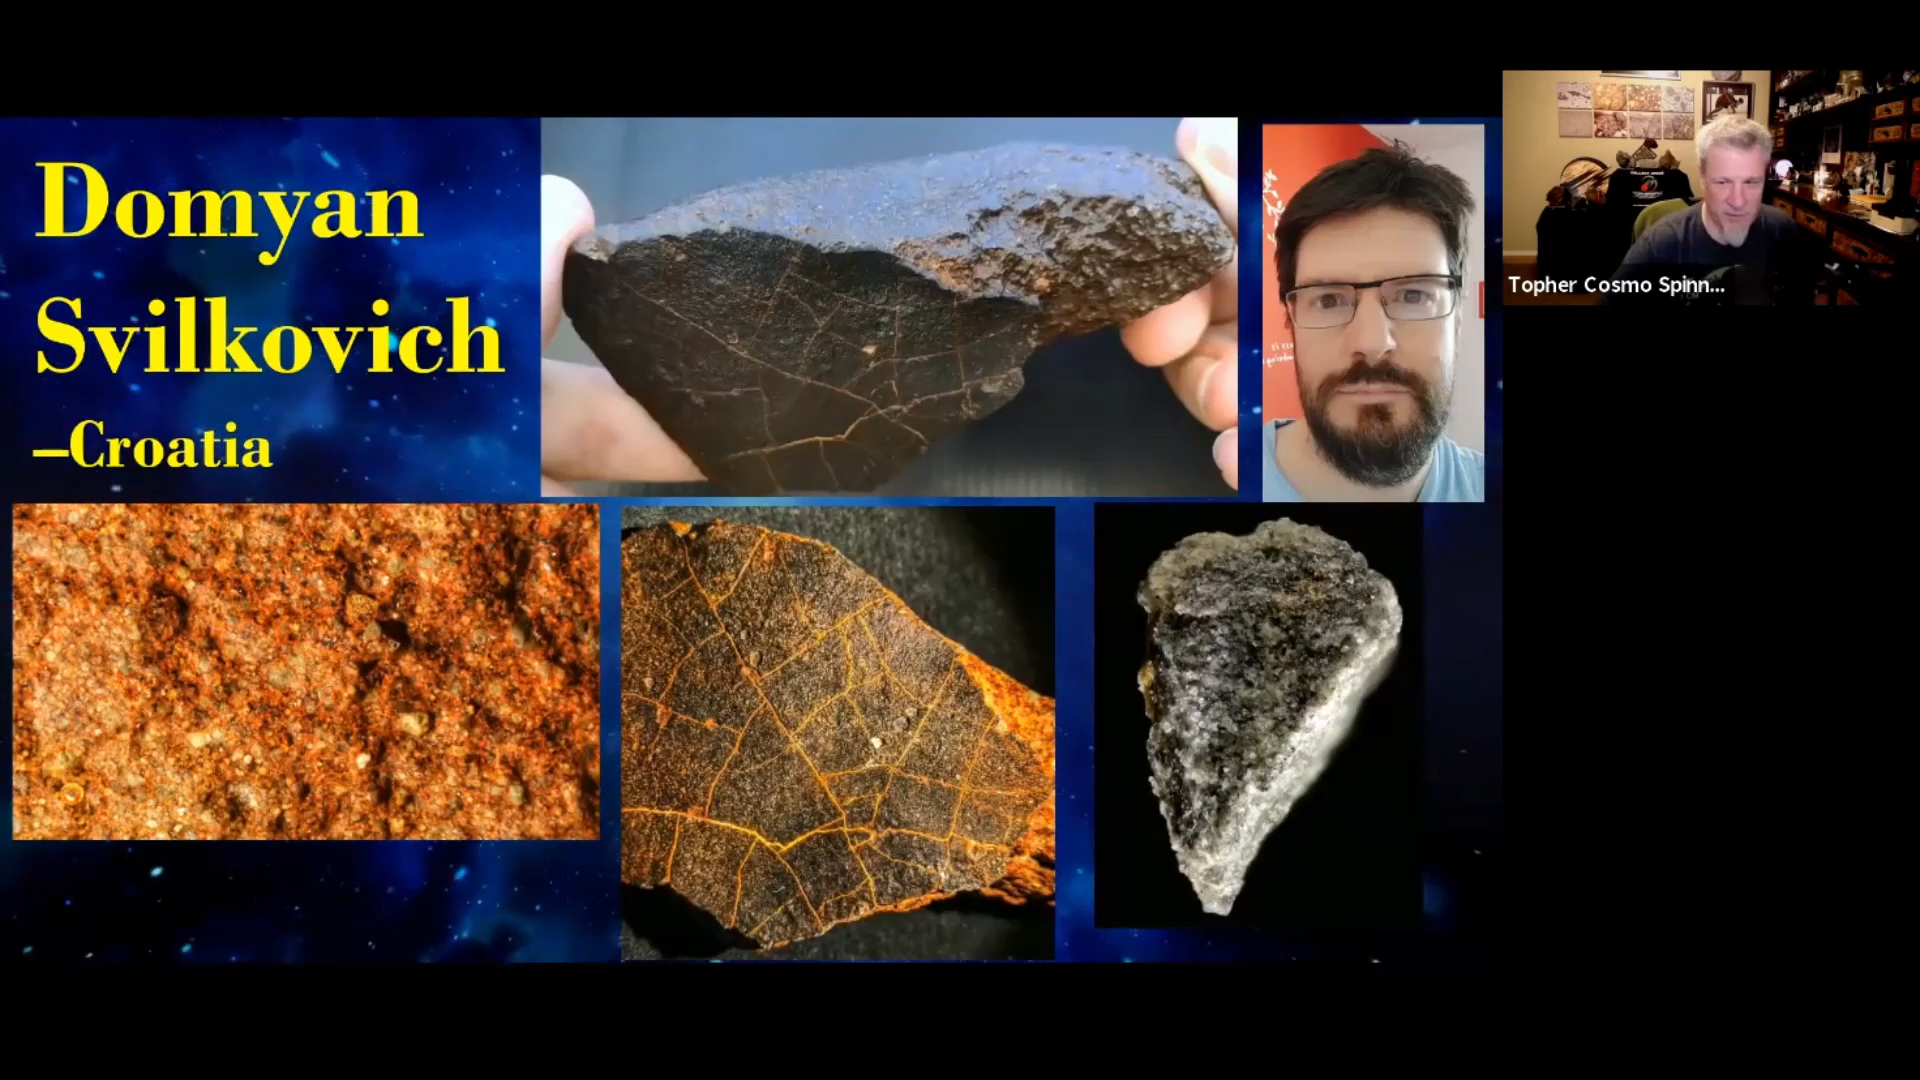 Domyan
Svilkovich
–Croatia
Topher Cosmo Spinn...